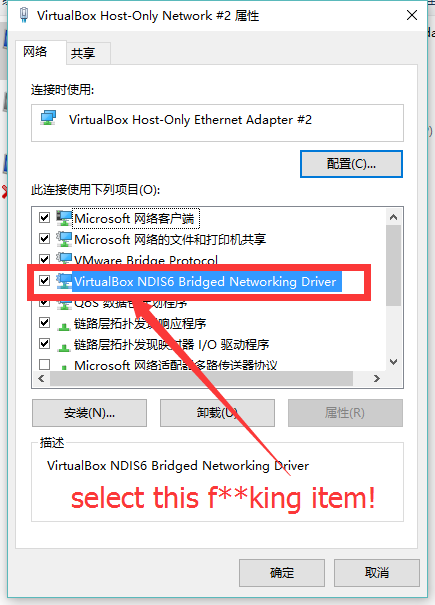 VirtualBox Host-Only Network #2 属性
网络
共享
连接时使用:
VirtualBox Host-Only Ethernet Adapter #2
配置(C)...
此连接使用下列项目(O):
Microsoft 网络客户端
Microsoft 网络的文件和打印机共享
VMware Bridge Protocol
VirtualBox NDIS6 Bridged Networking Driver
QoS 数据包计划程序
链路层拓扑发现响应程序
链路层拓扑发现映射器 I/O 驱动程序
Microsoft 网络适配器多路传送器协议
安装(N)...
卸载(U)
属性(R)
描述
VirtualBox NDIS6 Bridged Networking Driver
select this f**king item!
确定
取消